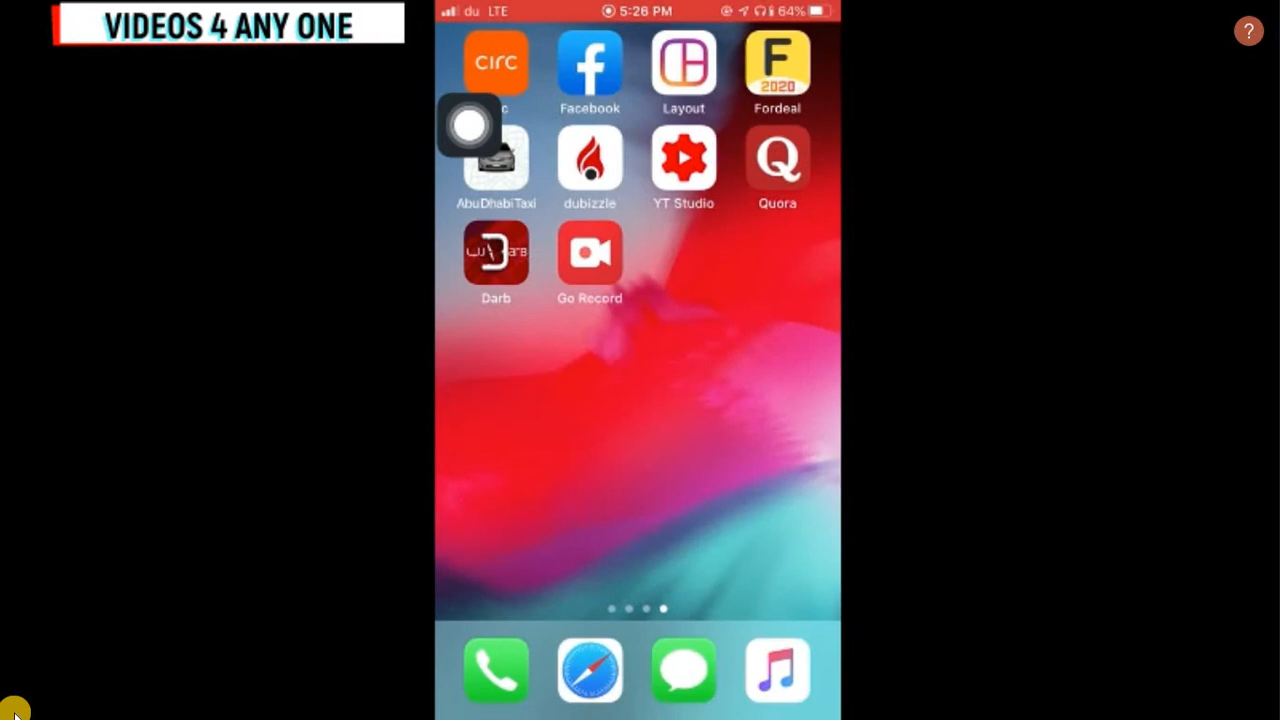 VIDEOS 4 ANY ONE
du LTE 5:26 PM 64%
?
CIRC
F
2020
Facebook Layout Fordeal
Q
AbuDhabiTaxi dubizzle YT Studio Quora
Darb Go Record